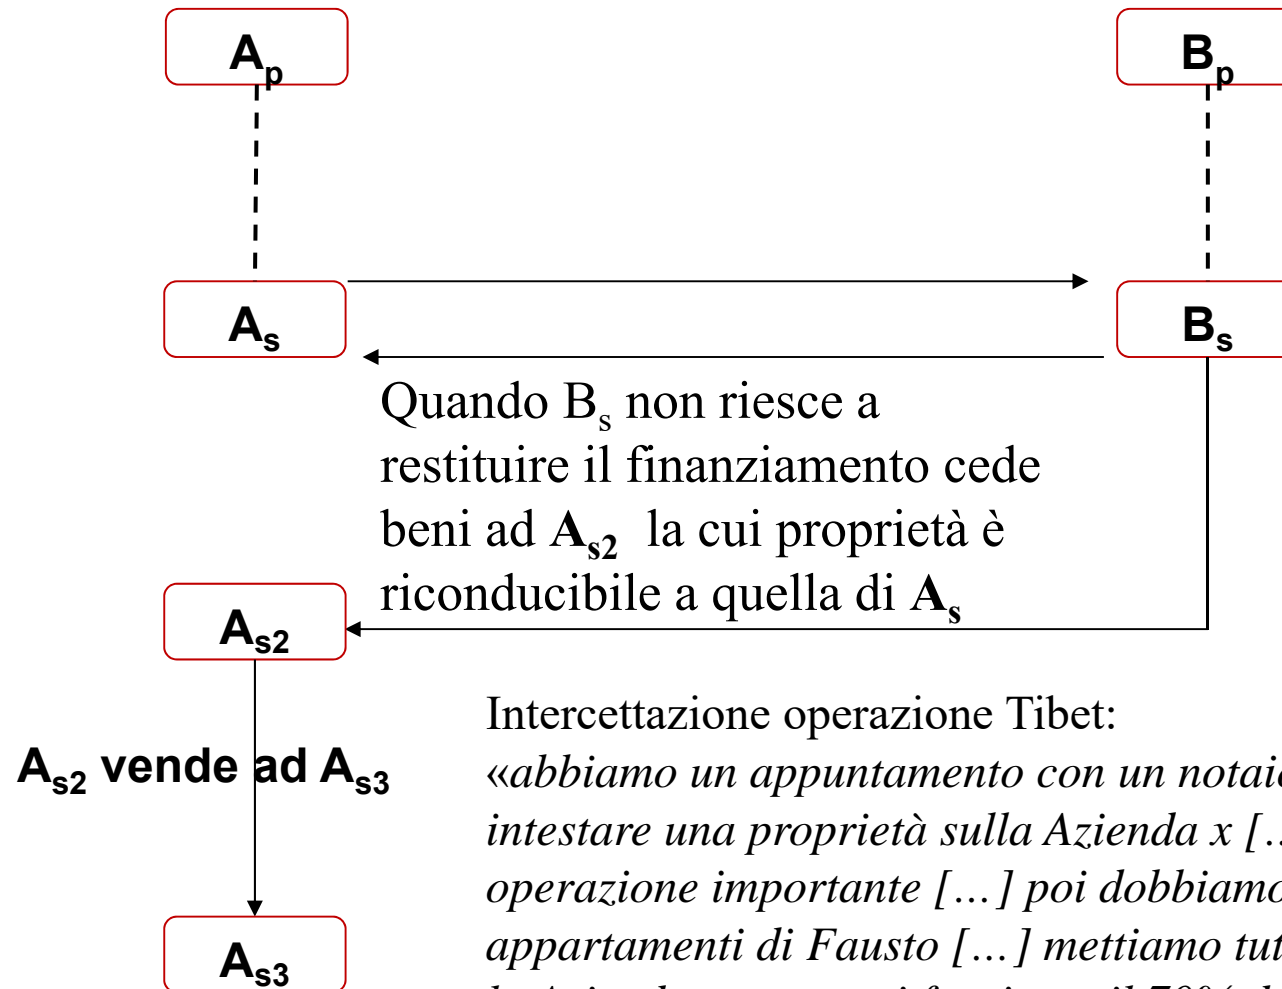 Ap
Bp
As
Bs
Quando Bs non riesce a
restituire il finanziamento cede
beni ad As2 la cui proprietà è
riconducibile a quella di As
As2
Intercettazione operazione Tibet:
As2 vende ad As3
«abbiamo un appuntamento con un notaio
intestare una proprietà sulla Azienda x [...
operazione importante [...] poi dobbiamo
appartamenti di Fausto [...] mettiamo
As3